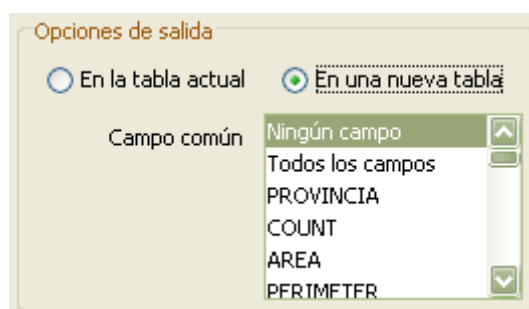 Opciones de salida
En la tabla actual En una nueva tabla
Campo común Ningún campo
Todos los campos
PROVINCIA
COUNT
AREA
PERIMETER